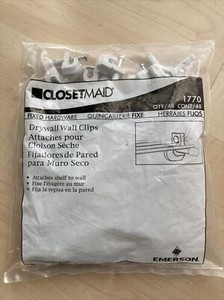 CLOSETMAID
1770
QTY/48 CONT/48
FIXED HARDWARE QUINCAILLERIE FIXE HERRAJES FIJOS
Drywall Wall Clips
Attaches pour
Cloison Sèche
Fijadores de Pared
para Muro Seco
• Attaches shelf to wall
• Fixe l'étagère au mur
• Fija la repisa en la pared
EMERSON